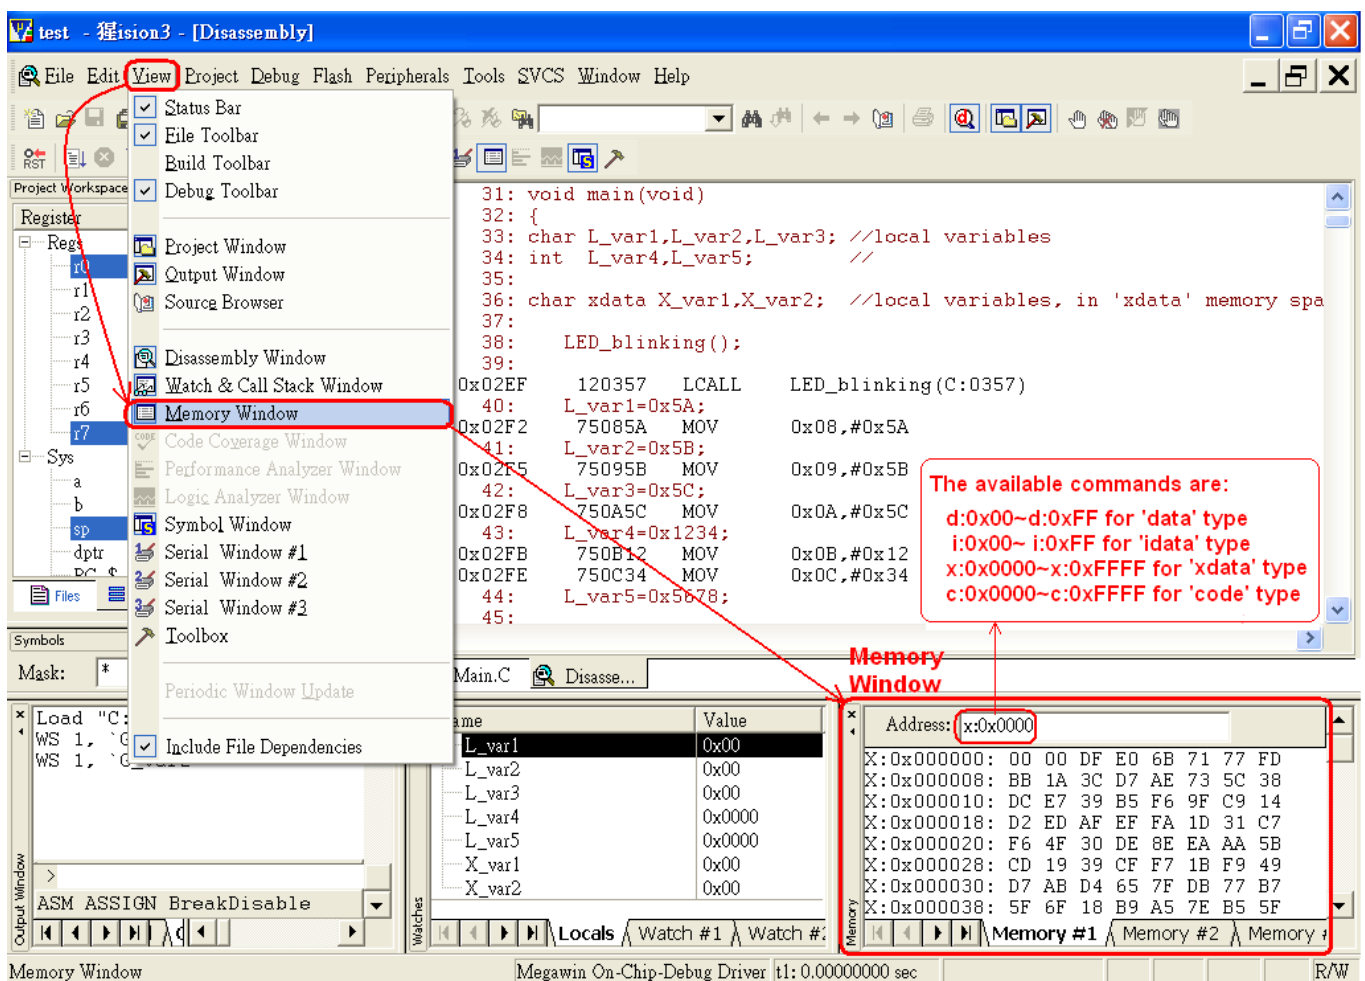 test - 猩ision3 - [Disassembly]
File Edit View Project Debug Flash Peripherals Tools SVCS Window Help
Status Bar
File Toolbar
Build Toolbar
Debug Toolbar
Project Window
Output Window
Source Browser
Disassembly Window
Watch & Call Stack Window
Memory Window
Code Coverage Window
Performance Analyzer Window
Logic Analyzer Window
Symbol Window
Serial Window #1
Serial Window #2
Serial Window #3
Toolbox
Periodic Window Update
Include File Dependencies
RST
Project Workspace
Register
Regs
r0
r1
r2
r3
r4
r5
r6
r7
Sys
a
b
sp
dptr
PC $
Files
31: void main(void)
32: {
33: char L_var1,L_var2,L_var3; //local variables
34: int  L_var4,L_var5;        //
35:
36: char xdata X_var1,X_var2;  //local variables, in 'xdata' memory spa
37:
38:    LED_blinking();
39:
0x02EF    120357   LCALL    LED_blinking(C:0357)
40:    L_var1=0x5A;
0x02F2    75085A   MOV      0x08,#0x5A
41:    L_var2=0x5B;
0x02F5    75095B   MOV      0x09,#0x5B
42:    L_var3=0x5C;
0x02F8    750A5C   MOV      0x0A,#0x5C
43:    L_var4=0x1234;
0x02FB    750B12   MOV      0x0B,#0x12
0x02FE    750C34   MOV      0x0C,#0x34
44:    L_var5=0x5678;
45:
The available commands are:
d:0x00~d:0xFF for 'data' type
i:0x00~ i:0xFF for 'idata' type
x:0x0000~x:0xFFFF for 'xdata' type
c:0x0000~c:0xFFFF for 'code' type
Symbols
Mask: *
Main.C Disasse...
Memory
Window
Load "C:
WS 1, `G
WS 1,
>
ASM ASSIGN BreakDisable
Output Window
Name Value
L_var1 0x00
L_var2 0x00
L_var3 0x00
L_var4 0x0000
L_var5 0x0000
X_var1 0x00
X_var2 0x00
Watches
Locals Watch #1 Watch #2
Address: x:0x0000
X:0x000000: 00 00 DF E0 6B 71 77 FD
X:0x000008: BB 1A 3C D7 AE 73 5C 38
X:0x000010: DC E7 39 B5 F6 9F C9 14
X:0x000018: D2 ED AF EF FA 1D 31 C7
X:0x000020: F6 4F 30 DE 8E EA AA 5B
X:0x000028: CD 19 39 CF F7 1B F9 49
X:0x000030: D7 AB D4 65 7F DB 77 B7
X:0x000038: 5F 6F 18 B9 A5 7E B5 5F
Memory
Memory #1 Memory #2 Memory #
Memory Window
Megawin On-Chip-Debug Driver t1: 0.00000000 sec R/W